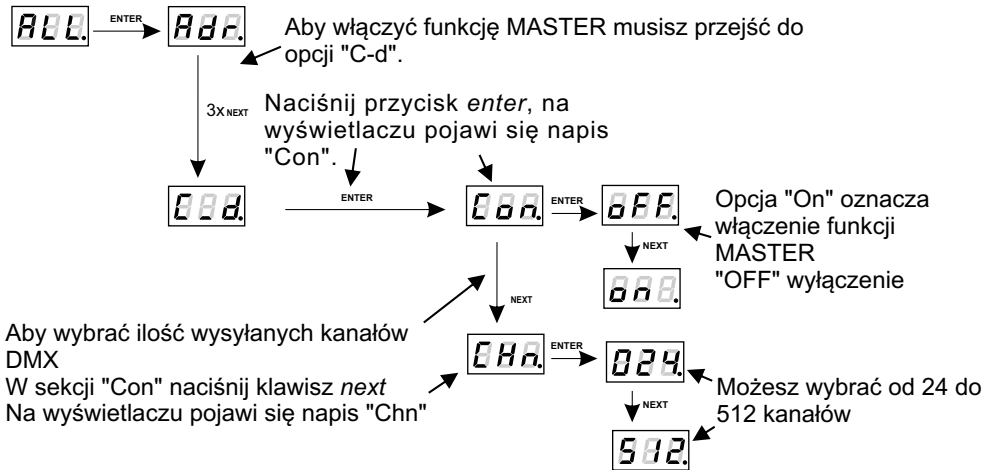 ALL. ENTER Adr.
Aby włączyć funkcję MASTER musisz przejść do
opcji "C-d".
3x NEXT
Naciśnij przycisk enter, na
wyświetlaczu pojawi się napis
"Con".
C_d. ENTER Con. ENTER oFF.
Opcja "On" oznacza
włączenie funkcji
MASTER
"OFF" wyłączenie
NEXT
on.
NEXT
Aby wybrać ilość wysyłanych kanałów
DMX
W sekcji "Con" naciśnij klawisz next
Na wyświetlaczu pojawi się napis "Chn"
CHn. ENTER 024.
Możesz wybrać od 24 do
512 kanałów
NEXT
512.